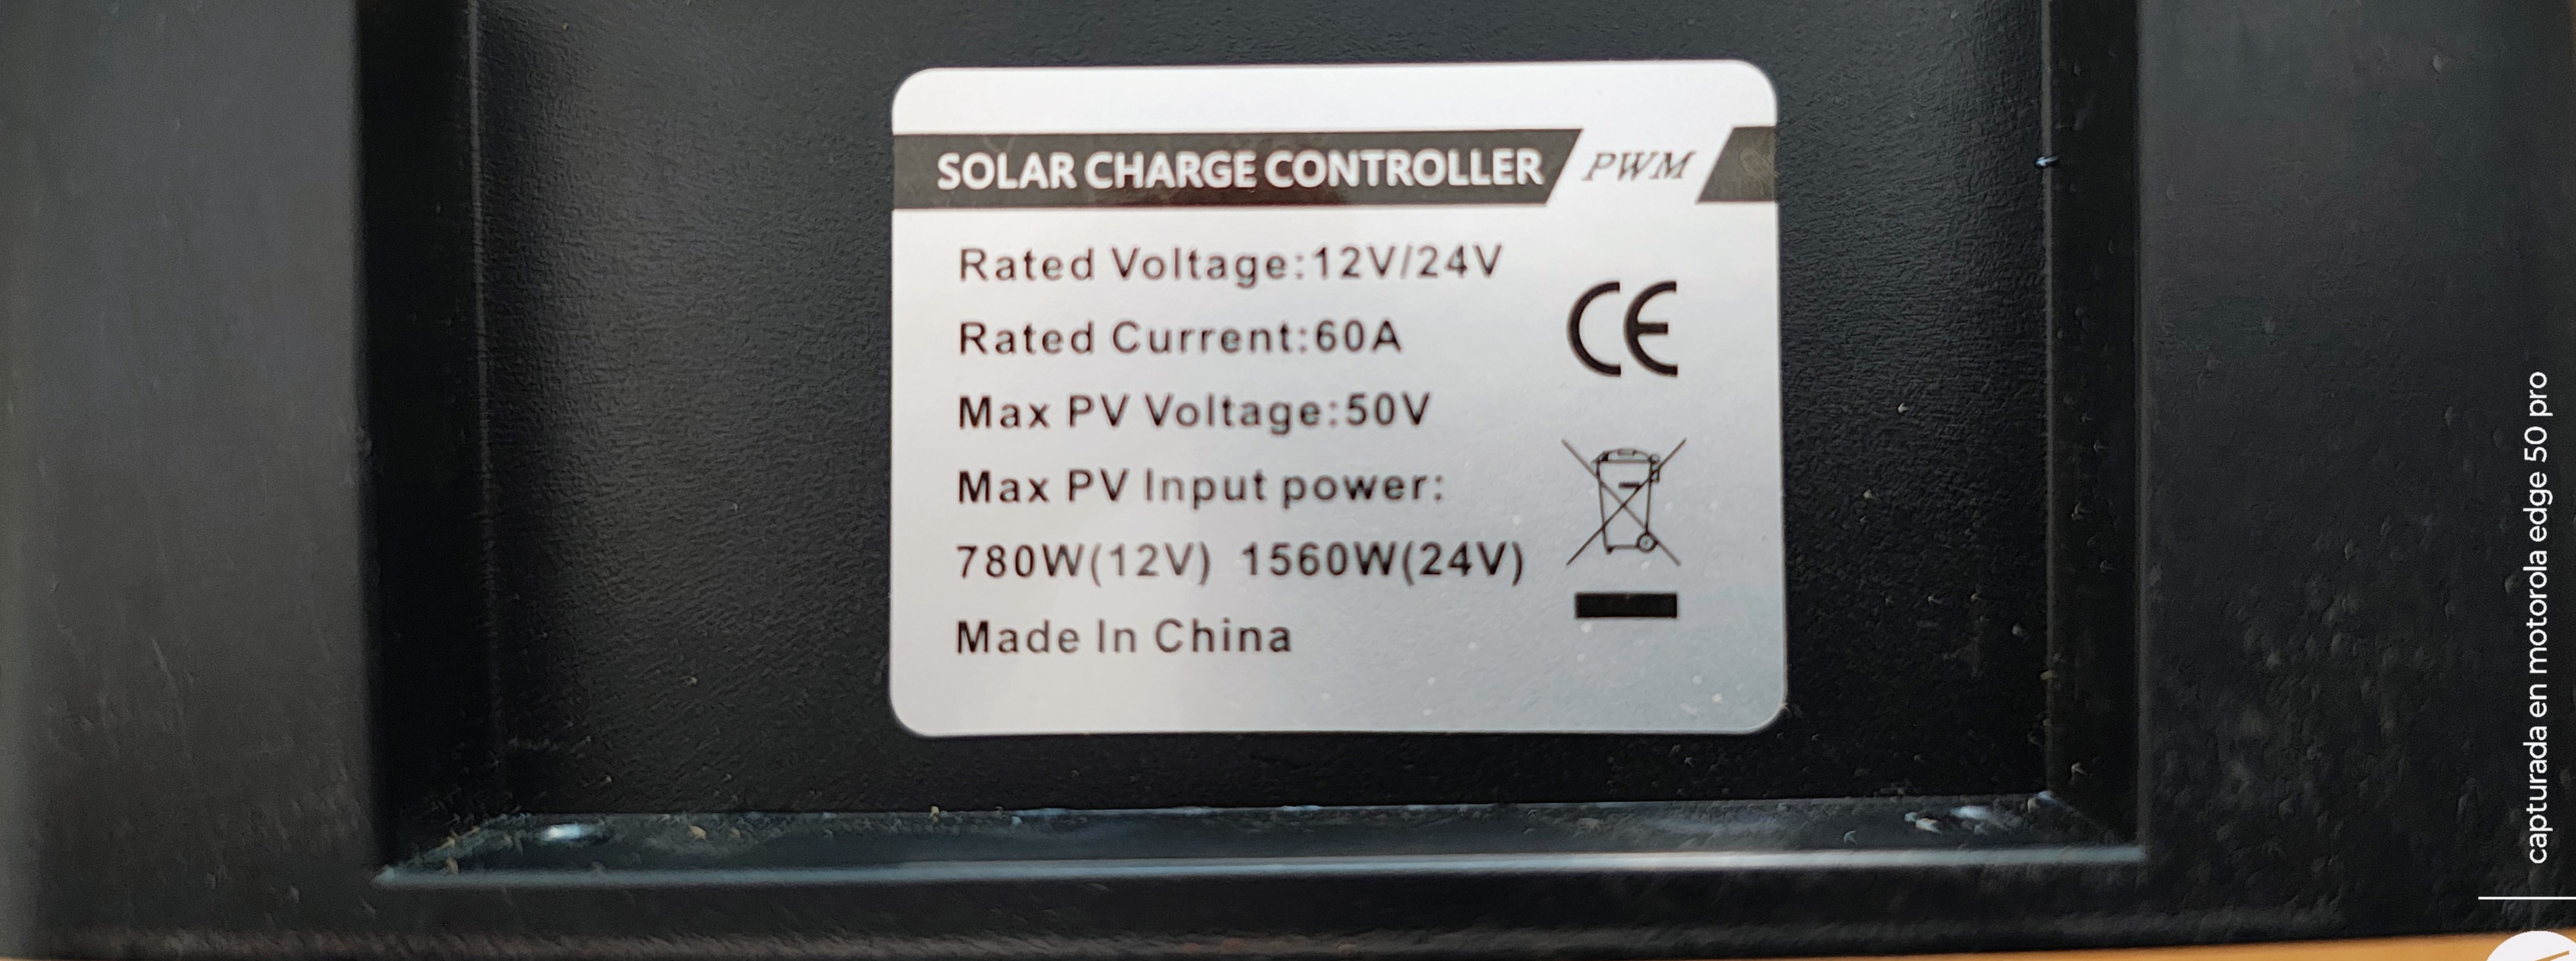 SOLAR CHARGE CONTROLLER PWM
Rated Voltage:12V/24V
Rated Current:60A
Max PV Voltage:50V
Max PV Input power:
780W(12V) 1560W(24V)
Made In China
CE
capturada en motorola edge 50 pro